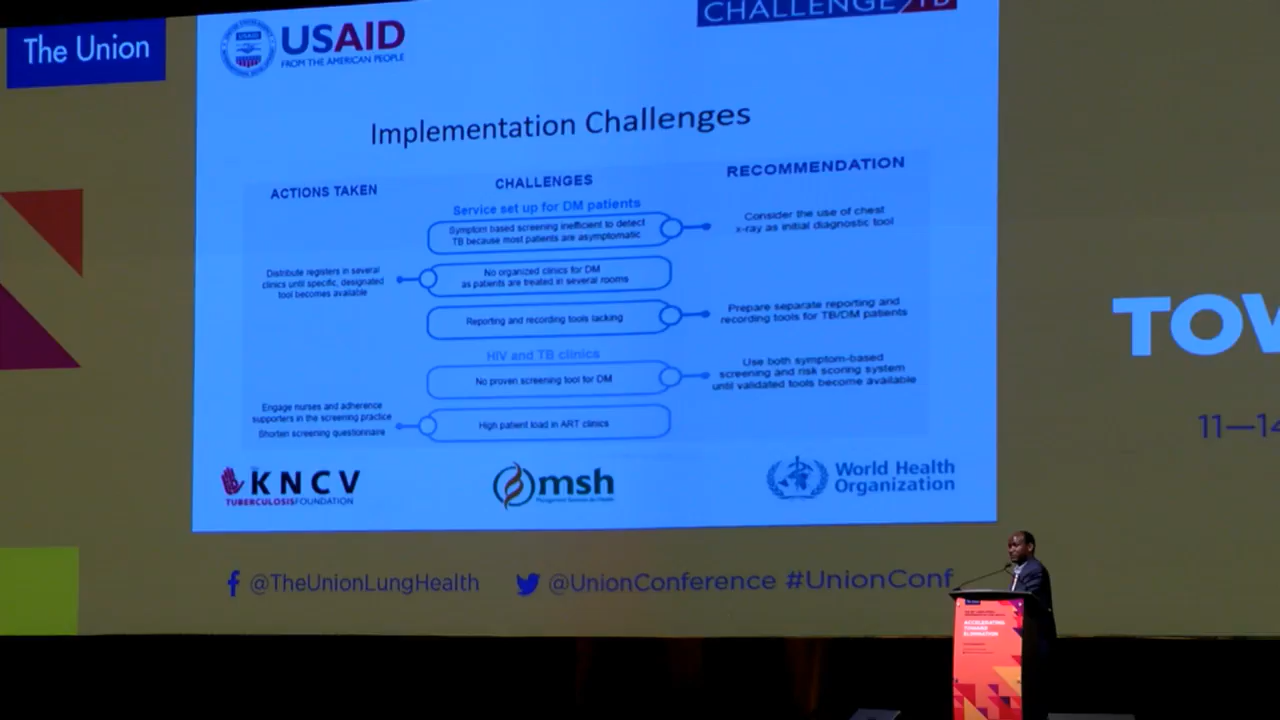 The Union
USAID
FROM THE AMERICAN PEOPLE
CHALLENGE TB
Implementation Challenges
ACTIONS TAKEN
CHALLENGES
RECOMMENDATION
Service set up for DM patients
Symptom based screening inefficient to detect
TB because most patients are asymptomatic
Consider the use of chest
x-ray as initial diagnostic tool
Distribute registers in several
clinics until specific, designated
tool becomes available
No organized clinics for DM
as patients are treated in several rooms
Reporting and recording tools lacking
Prepare separate reporting and
recording tools for TB/DM patients
HIV and TB clinics
No proven screening tool for DM
Use both symptom-based
screening and risk scoring system
until validated tools become available
Engage nurses and adherence
supporters in the screening practice
Shorten screening questionnaire
High patient load in ART clinics
KNCV
TUBERCULOSISFOUNDATION
msh
World Health
Organization
@TheUnionLungHealth
@UnionConference #UnionConf
TOW
11—14
ACCELERATING
TOWARD
ELIMINATION